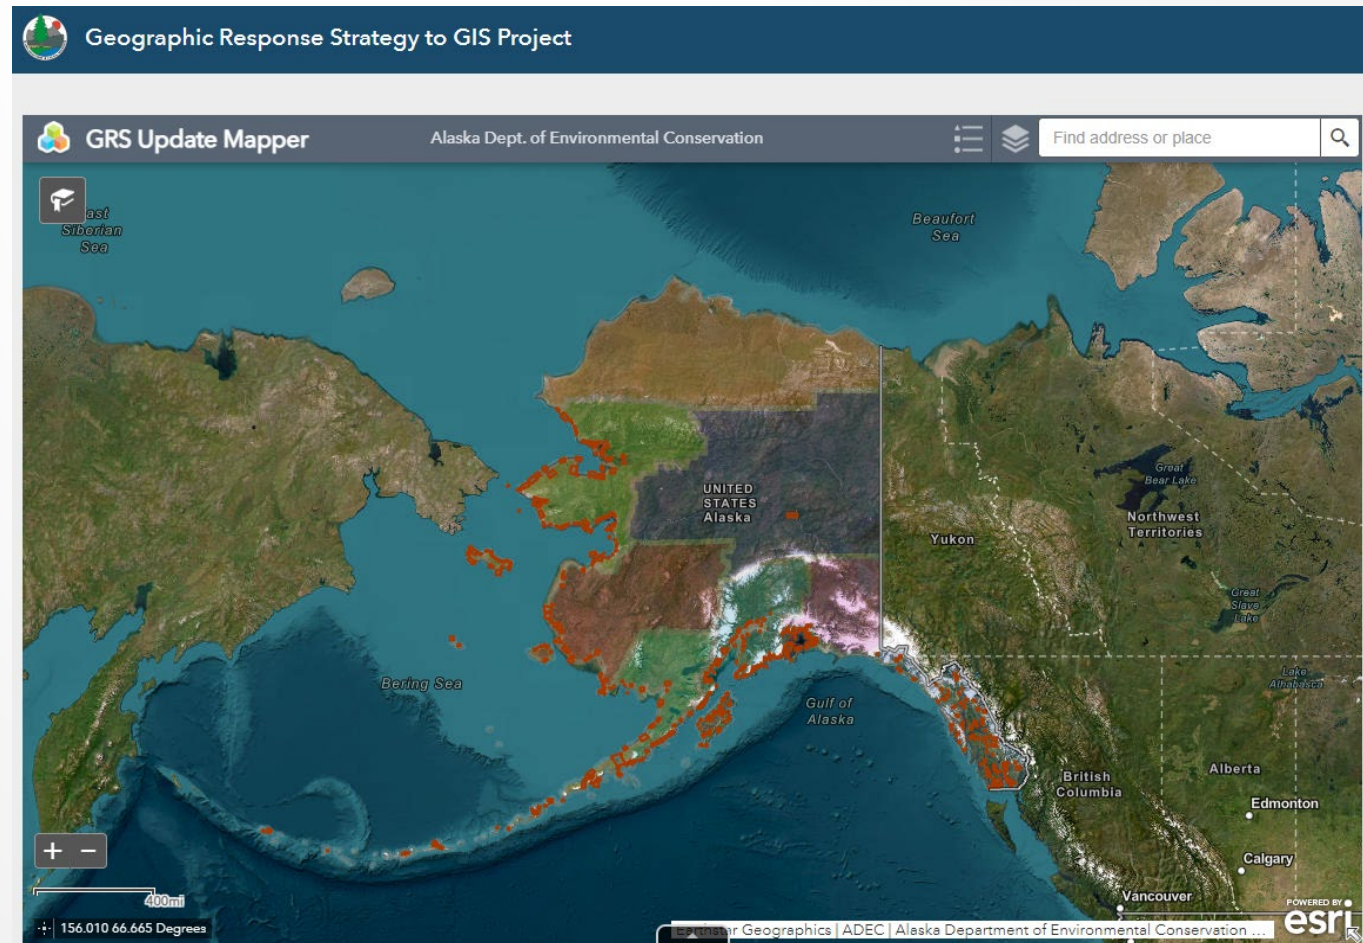 Geographic Response Strategy to GIS Project
GRS Update Mapper
Alaska Dept. of Environmental Conservation
Find address or place
Siberian
Sea
Beaufort
Sea
Great
Bear Lake
UNITED
STATES
Alaska
Northwest
Territories
Yukon
Great
Slave
Lake
Lake
Athabasca
Bering Sea
Gulf of
Alaska
British
Columbia
Alberta
Edmonton
Calgary
Vancouver
+ −
400mi
156.010 66.665 Degrees
Earthstar Geographics | ADEC | Alaska Department of Environmental Conservation ...
POWERED BY
esri